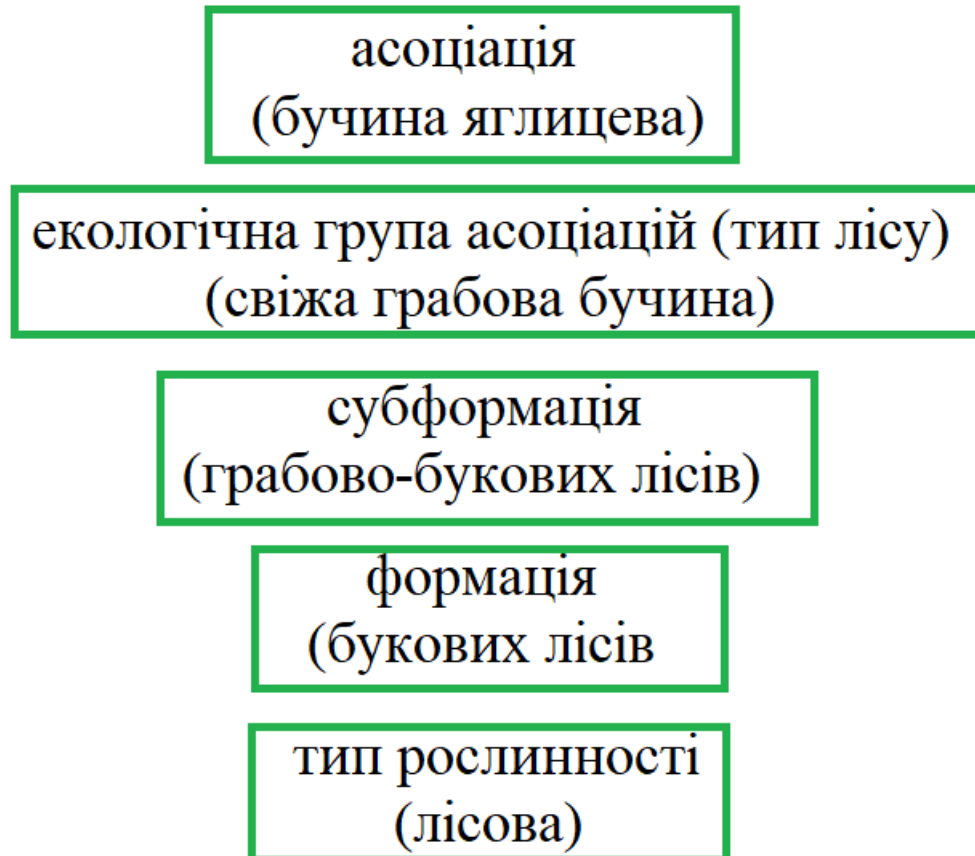 асоціація
(бучина яглицева)
екологічна група асоціацій (тип лісу)
(свіжа грабова бучина)
субформація
(грабово-букових лісів)
формація
(букових лісів
тип рослинності
(лісова)